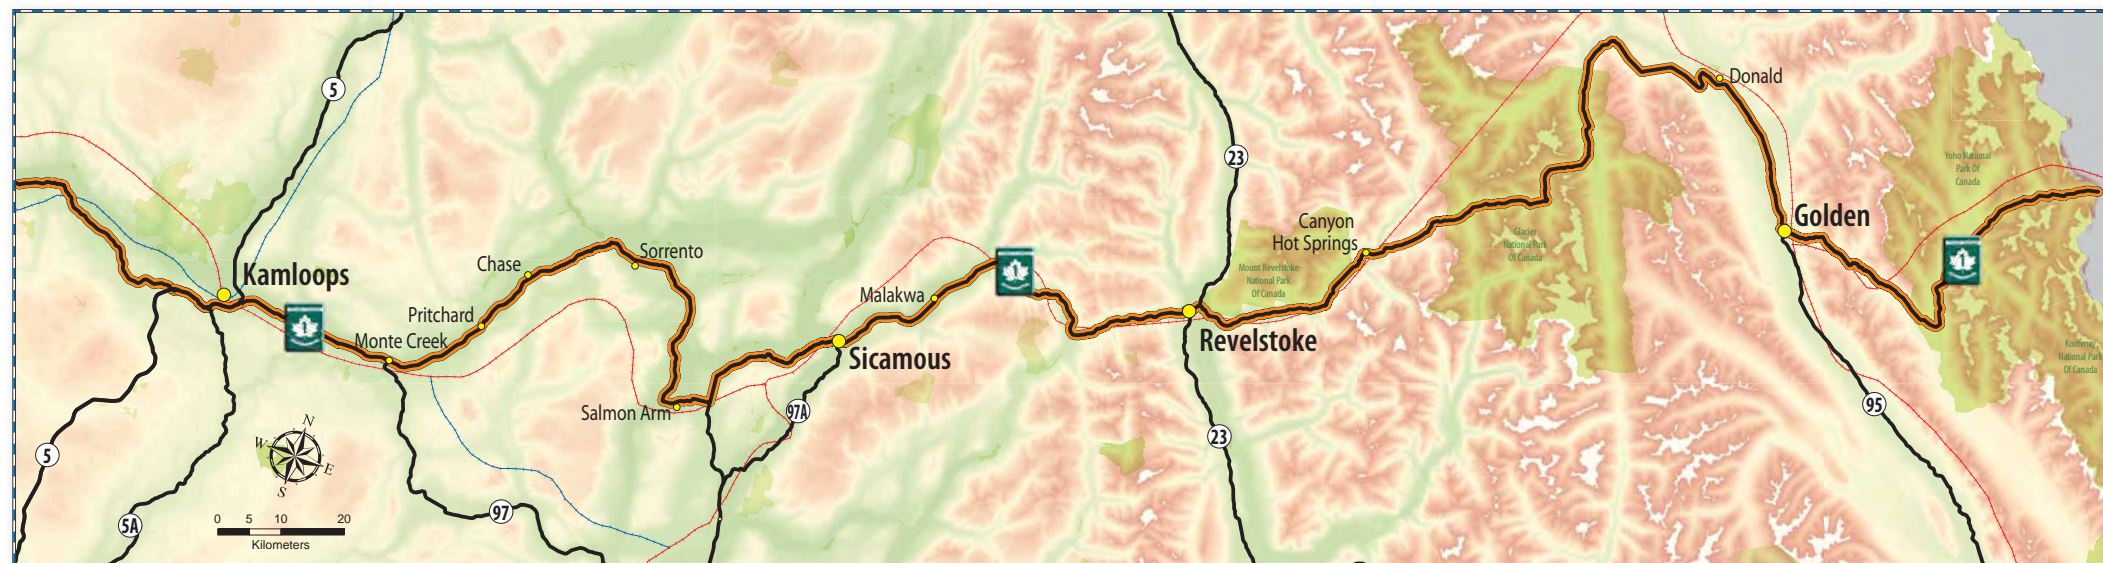 5
Donald
23
Yoho National
Park Of
Canada
Golden
Canyon
Hot Springs
Glacier
National Park
Of Canada
Sorrento
Chase
Kamloops
Mount Revelstoke
National Park
Of Canada
1
1
Malakwa
Pritchard
1
Monte Creek
Revelstoke
Sicamous
Kootenay
National Park
Of Canada
Salmon Arm
97A
95
N
W
E
S
5
23
97
5A
0 5 10 20
Kilometers